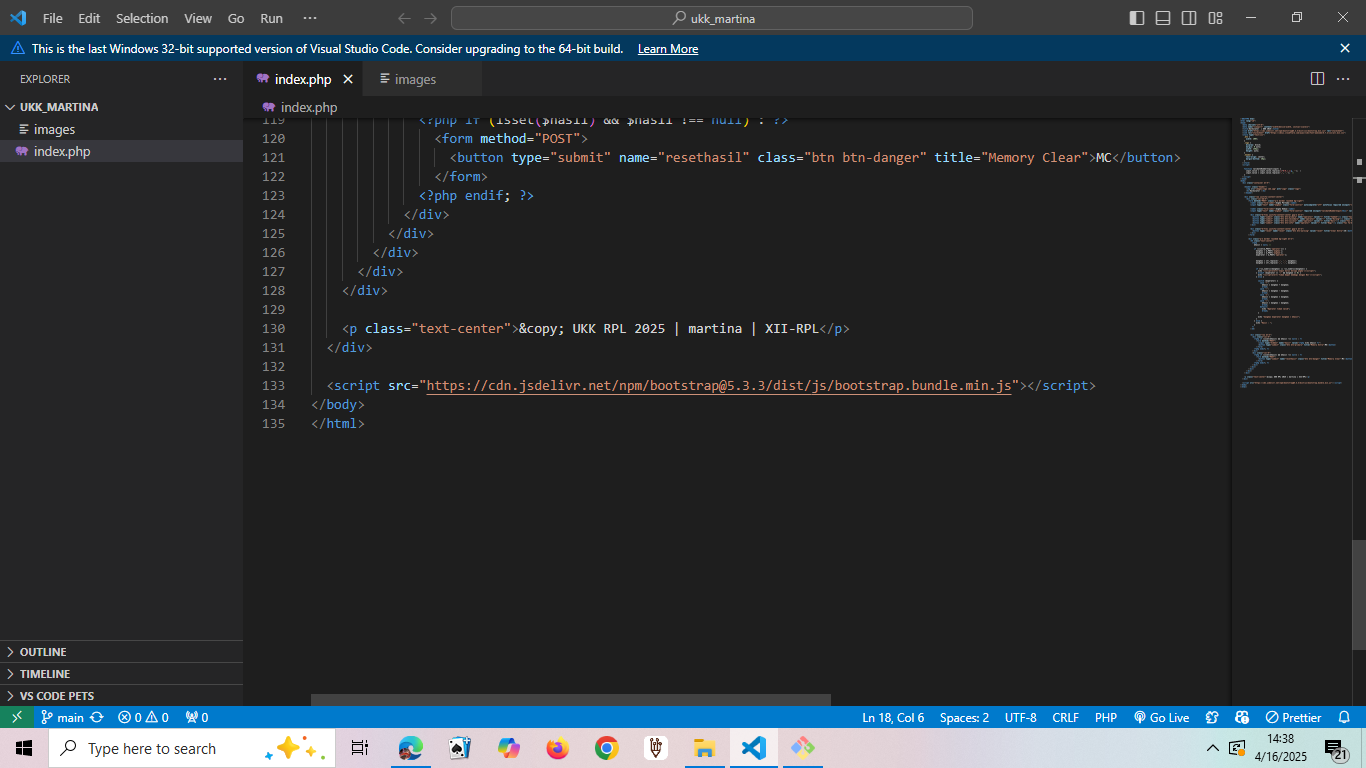 File Edit Selection View Go Run ··· ukk_martina
This is the last Windows 32-bit supported version of Visual Studio Code. Consider upgrading to the 64-bit build. Learn More
EXPLORER ···
UKK_MARTINA
images
index.php
OUTLINE
TIMELINE
VS CODE PETS
index.php images ···
index.php
119 <?php if (isset($hasil) && $hasil !== null) : ?>
120 <form method="POST">
121 <button type="submit" name="resethasil" class="btn btn-danger" title="Memory Clear">MC</button>
122 </form>
123 <?php endif; ?>
124 </div>
125 </div>
126 </div>
127 </div>
128 </div>
129
130 <p class="text-center">&copy; UKK RPL 2025 | martina | XII-RPL</p>
131 </div>
132
133 <script src="https://cdn.jsdelivr.net/npm/bootstrap@5.3.3/dist/js/bootstrap.bundle.min.js"></script>
134 </body>
135 </html>
main 0 0 0 Ln 18, Col 6 Spaces: 2 UTF-8 CRLF PHP Go Live Prettier
Type here to search
14:38
4/16/2025
21